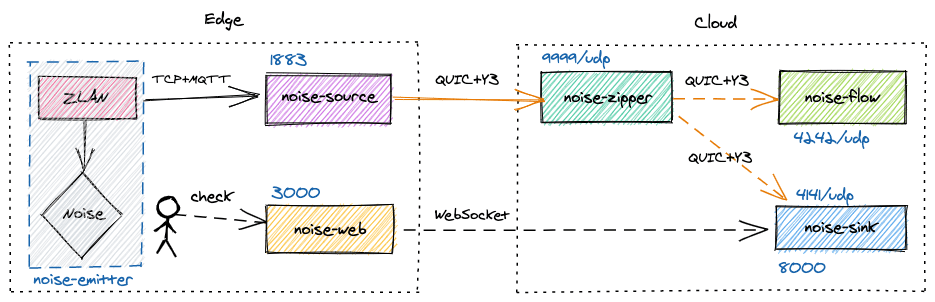 Edge
Cloud
ZLAN
Noise
noise-emitter
TCP+MQTT
1883
noise-source
QUIC+Y3
9999/udp
noise-zipper
QUIC+Y3
noise-flow
4242/udp
QUIC+Y3
check
3000
noise-web
WebSocket
4141/udp
noise-sink
8000